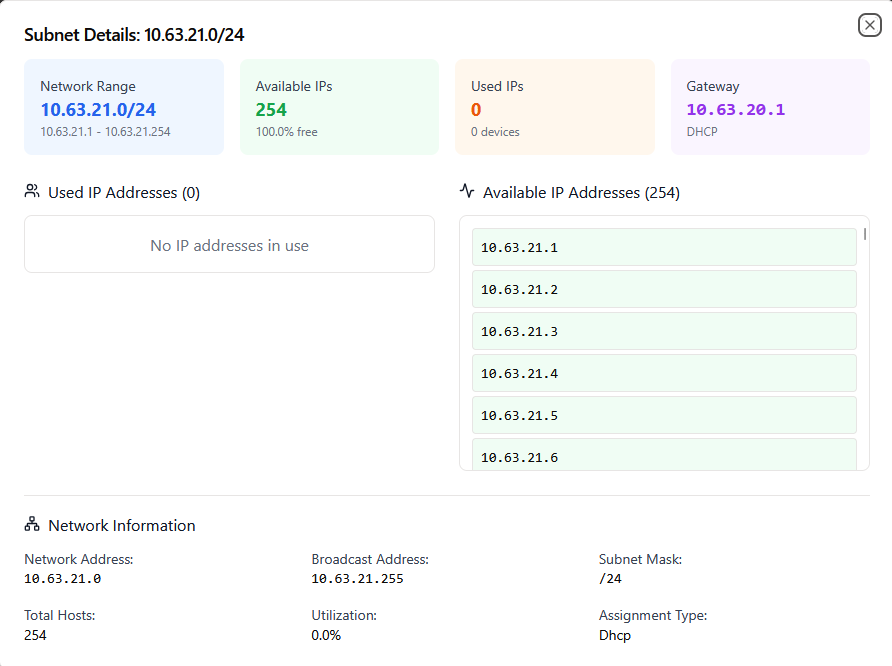 Subnet Details: 10.63.21.0/24
Network Range
10.63.21.0/24
10.63.21.1 - 10.63.21.254
Available IPs
254
100.0% free
Used IPs
0
0 devices
Gateway
10.63.20.1
DHCP
Used IP Addresses (0)
No IP addresses in use
Available IP Addresses (254)
10.63.21.1
10.63.21.2
10.63.21.3
10.63.21.4
10.63.21.5
10.63.21.6
Network Information
Network Address:
10.63.21.0
Broadcast Address:
10.63.21.255
Subnet Mask:
/24
Total Hosts:
254
Utilization:
0.0%
Assignment Type:
Dhcp